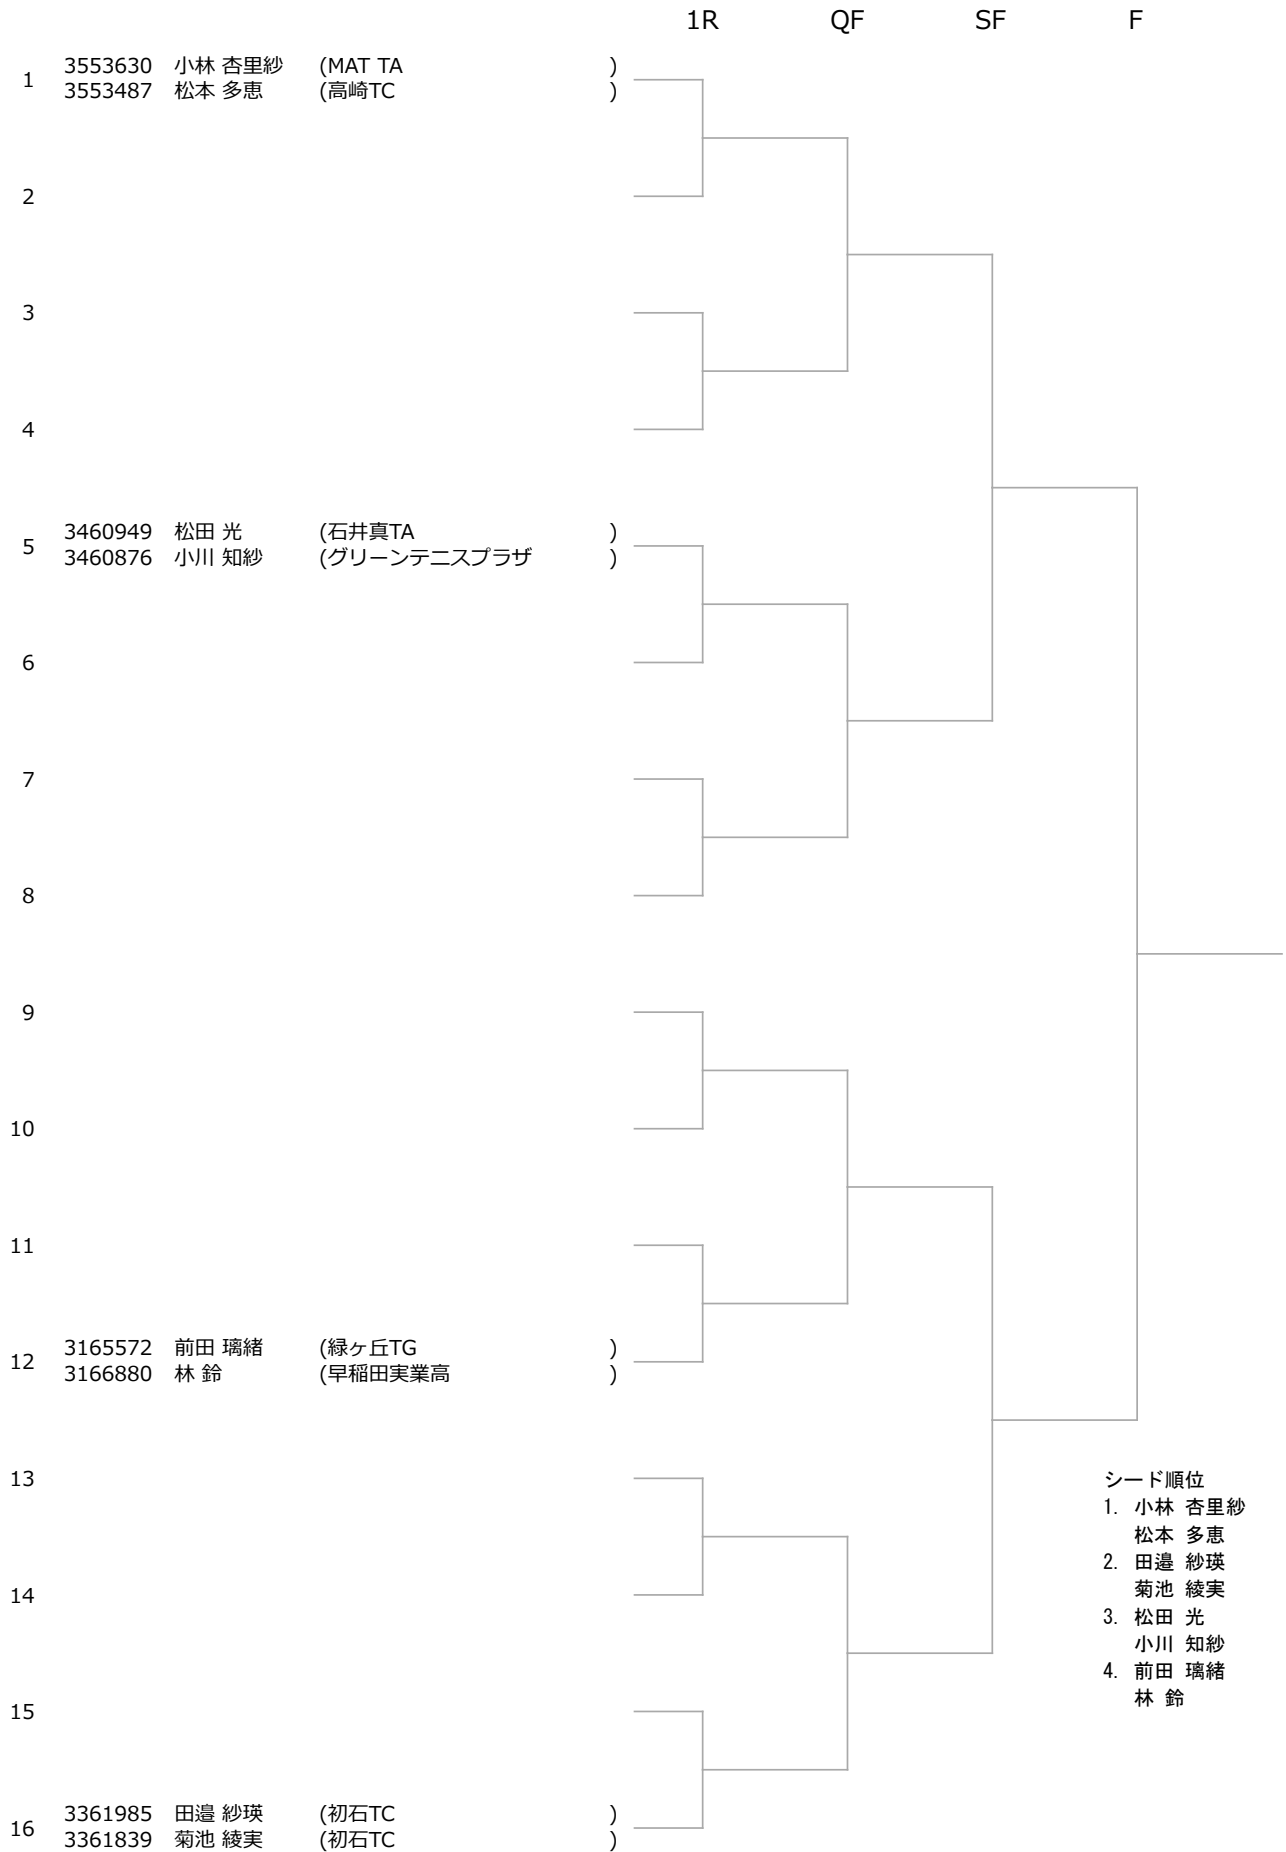 1R QF SF F
1 3553630 小林 杏里紗 (MAT TA )
3553487 松本 多恵 (高崎TC )
2
3
4
5 3460949 松田 光 (石井真TA )
3460876 小川 知紗 (グリーンテニスプラザ )
6
7
8
9
10
11
12 3165572 前田 璃緒 (緑ヶ丘TG )
3166880 林 鈴 (早稲田実業高 )
13
14
15
16 3361985 田邉 紗瑛 (初石TC )
3361839 菊池 綾実 (初石TC )
シード順位
1. 小林 杏里紗
松本 多恵
2. 田邉 紗瑛
菊池 綾実
3. 松田 光
小川 知紗
4. 前田 璃緒
林 鈴